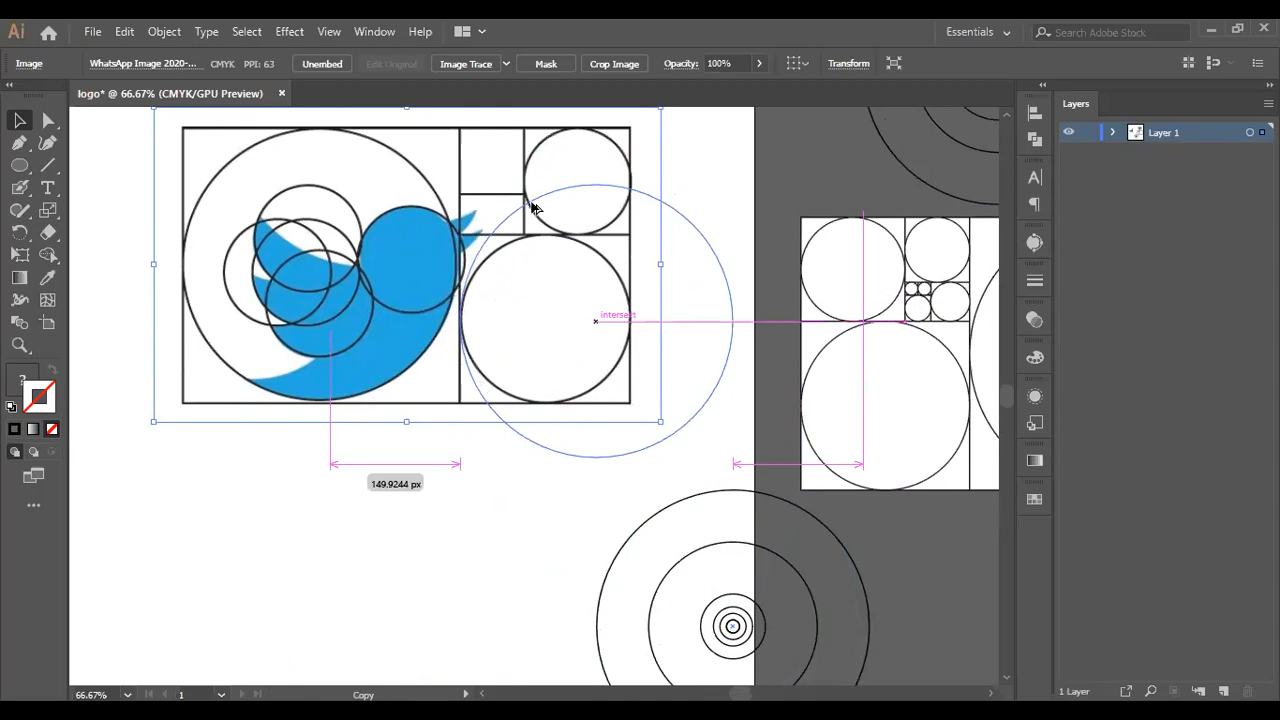 Ai File Edit Object Type Select Effect View Window Help Essentials Search Adobe Stock
Image WhatsApp Image 2020-... CMYK PPI: 63 Unembed Edit Original Image Trace Mask Crop Image Opacity: 100% Transform
logo* @ 66.67% (CMYK/GPU Preview)
Layers
Layer 1
intersect
149.9244 px
66.67% 1 Copy 1 Layer